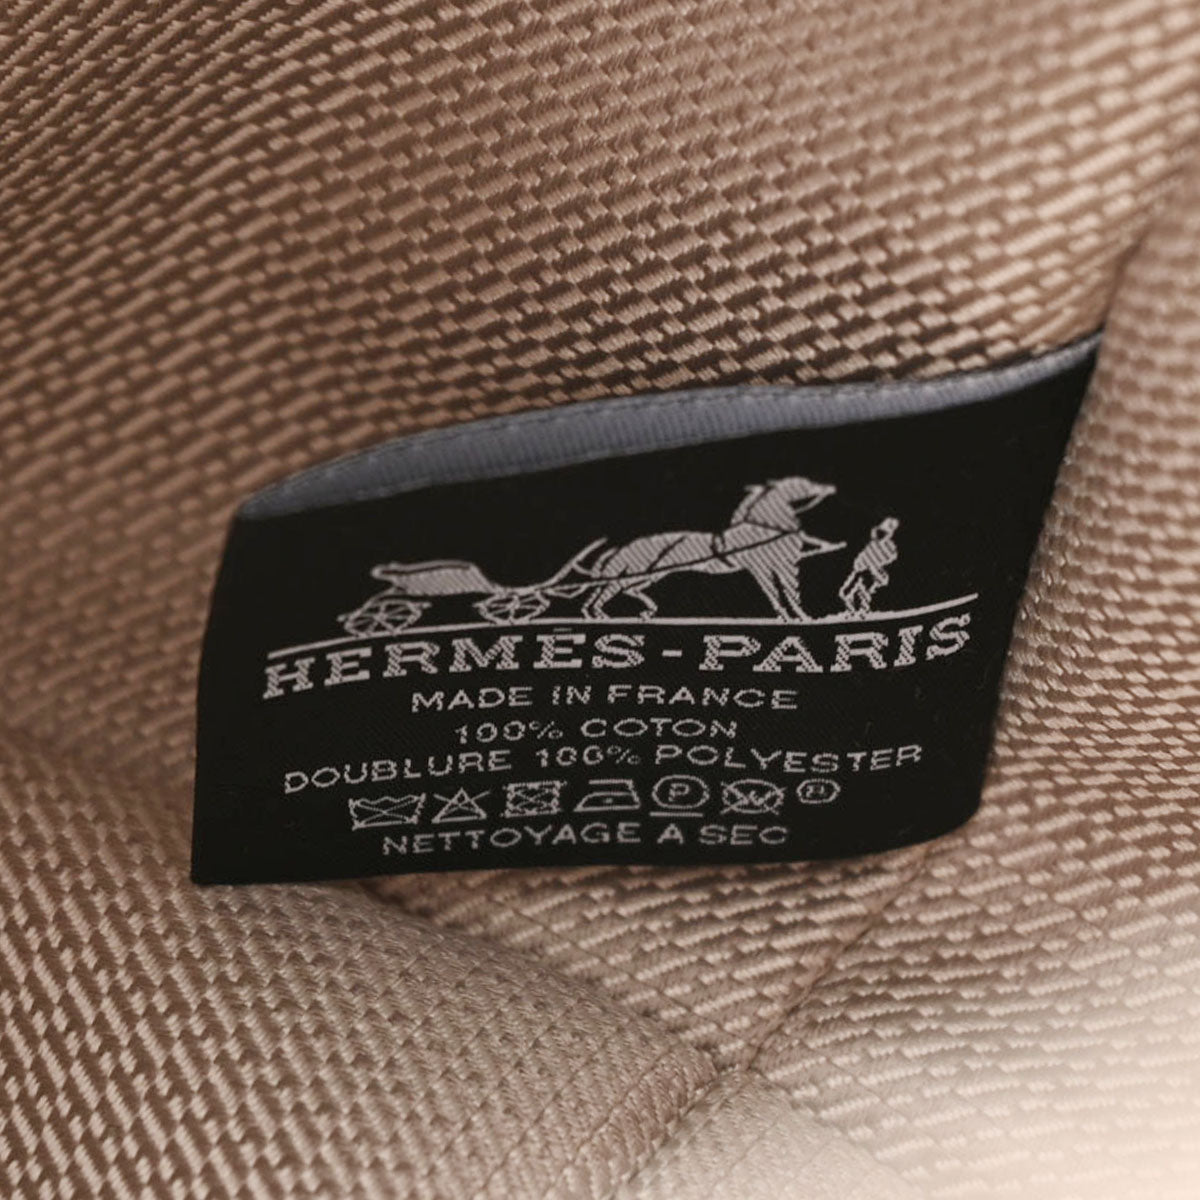 HERMÈS-PARIS
MADE IN FRANCE
100% COTON
DOUBLURE 100% POLYESTER
P W R
NETTOYAGE A SEC